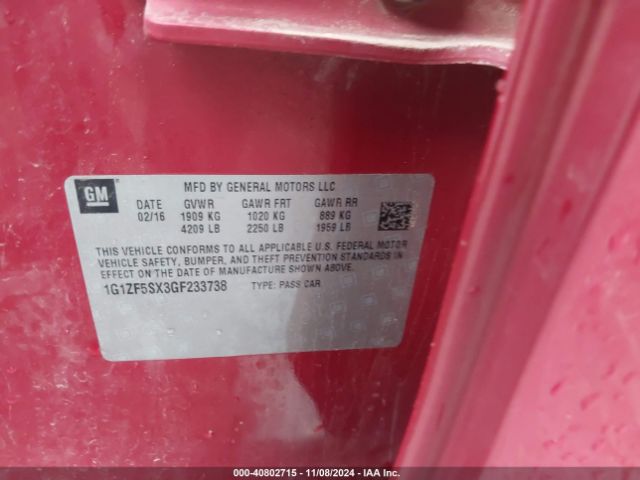 GM
MFD BY GENERAL MOTORS LLC
DATE GVWR GAWR FRT GAWR RR
02/16 1909 KG 1020 KG 889 KG
4209 LB 2250 LB 1959 LB
THIS VEHICLE CONFORMS TO ALL APPLICABLE U.S. FEDERAL MOTOR
VEHICLE SAFETY, BUMPER, AND THEFT PREVENTION STANDARDS IN
EFFECT ON THE DATE OF MANUFACTURE SHOWN ABOVE.
1G1ZF5SX3GF233738 TYPE: PASS CAR
000-40802715 - 11/08/2024 - IAA Inc.